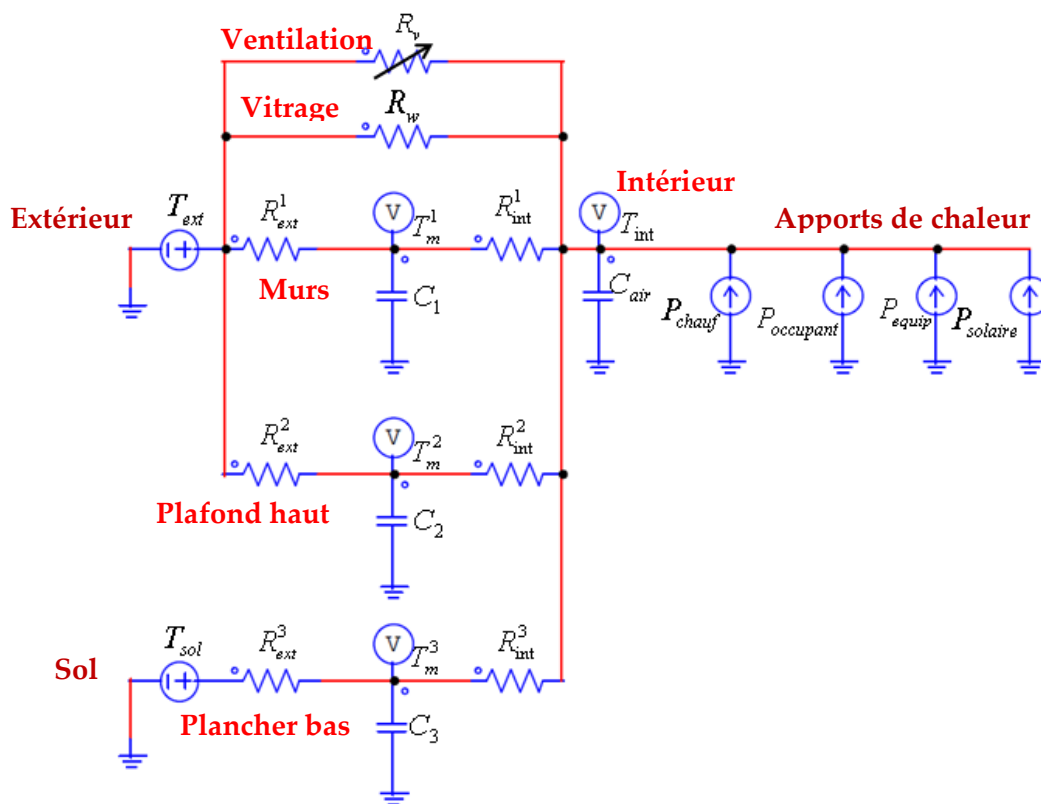 Ventilation
R_v
Vitrage
R_w
Extérieur
T_ext
R^1_ext
V
T^1_m
R^1_int
Intérieur
V
T_int
Apports de chaleur
Murs
C_1
C_air
P_chauf
P_occupant
P_equip
P_solaire
R^2_ext
V
T^2_m
R^2_int
Plafond haut
C_2
Sol
T_sol
R^3_ext
V
T^3_m
R^3_int
Plancher bas
C_3